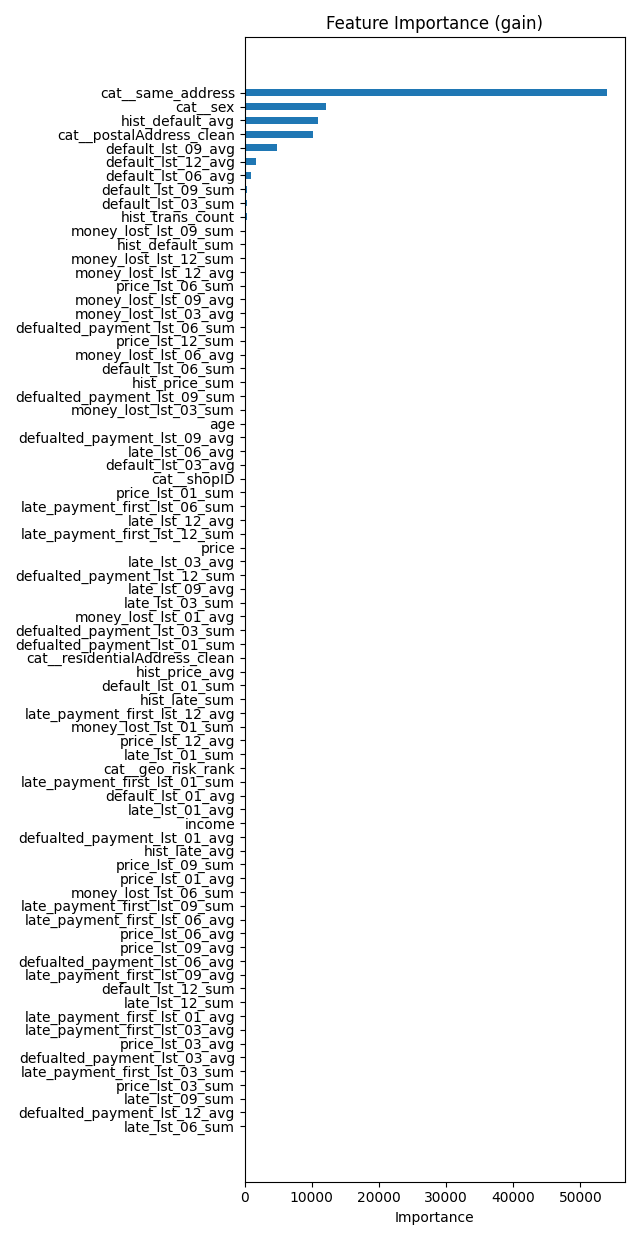 Feature Importance (gain)
cat__same_address
cat__sex
hist_default_avg
cat__postalAddress_clean
default_lst_09_avg
default_lst_12_avg
default_lst_06_avg
default_lst_09_sum
default_lst_03_sum
hist_trans_count
money_lost_lst_09_sum
hist_default_sum
money_lost_lst_12_sum
money_lost_lst_12_avg
price_lst_06_sum
money_lost_lst_09_avg
money_lost_lst_03_avg
defualted_payment_lst_06_sum
price_lst_12_sum
money_lost_lst_06_avg
default_lst_06_sum
hist_price_sum
defualted_payment_lst_09_sum
money_lost_lst_03_sum
age
defualted_payment_lst_09_avg
late_lst_06_avg
default_lst_03_avg
cat__shopID
price_lst_01_sum
late_payment_first_lst_06_sum
late_lst_12_avg
late_payment_first_lst_12_sum
price
late_lst_03_avg
defualted_payment_lst_12_sum
late_lst_09_avg
late_lst_03_sum
money_lost_lst_01_avg
defualted_payment_lst_03_sum
defualted_payment_lst_01_sum
cat__residentialAddress_clean
hist_price_avg
default_lst_01_sum
hist_late_sum
late_payment_first_lst_12_avg
money_lost_lst_01_sum
price_lst_12_avg
late_lst_01_sum
cat__geo_risk_rank
late_payment_first_lst_01_sum
default_lst_01_avg
late_lst_01_avg
income
defualted_payment_lst_01_avg
hist_late_avg
price_lst_09_sum
price_lst_01_avg
money_lost_lst_06_sum
late_payment_first_lst_09_sum
late_payment_first_lst_06_avg
price_lst_06_avg
price_lst_09_avg
defualted_payment_lst_06_avg
late_payment_first_lst_09_avg
default_lst_12_sum
late_lst_12_sum
late_payment_first_lst_01_avg
late_payment_first_lst_03_avg
price_lst_03_avg
defualted_payment_lst_03_avg
late_payment_first_lst_03_sum
price_lst_03_sum
late_lst_09_sum
defualted_payment_lst_12_avg
late_lst_06_sum
0 10000 20000 30000 40000 50000
Importance